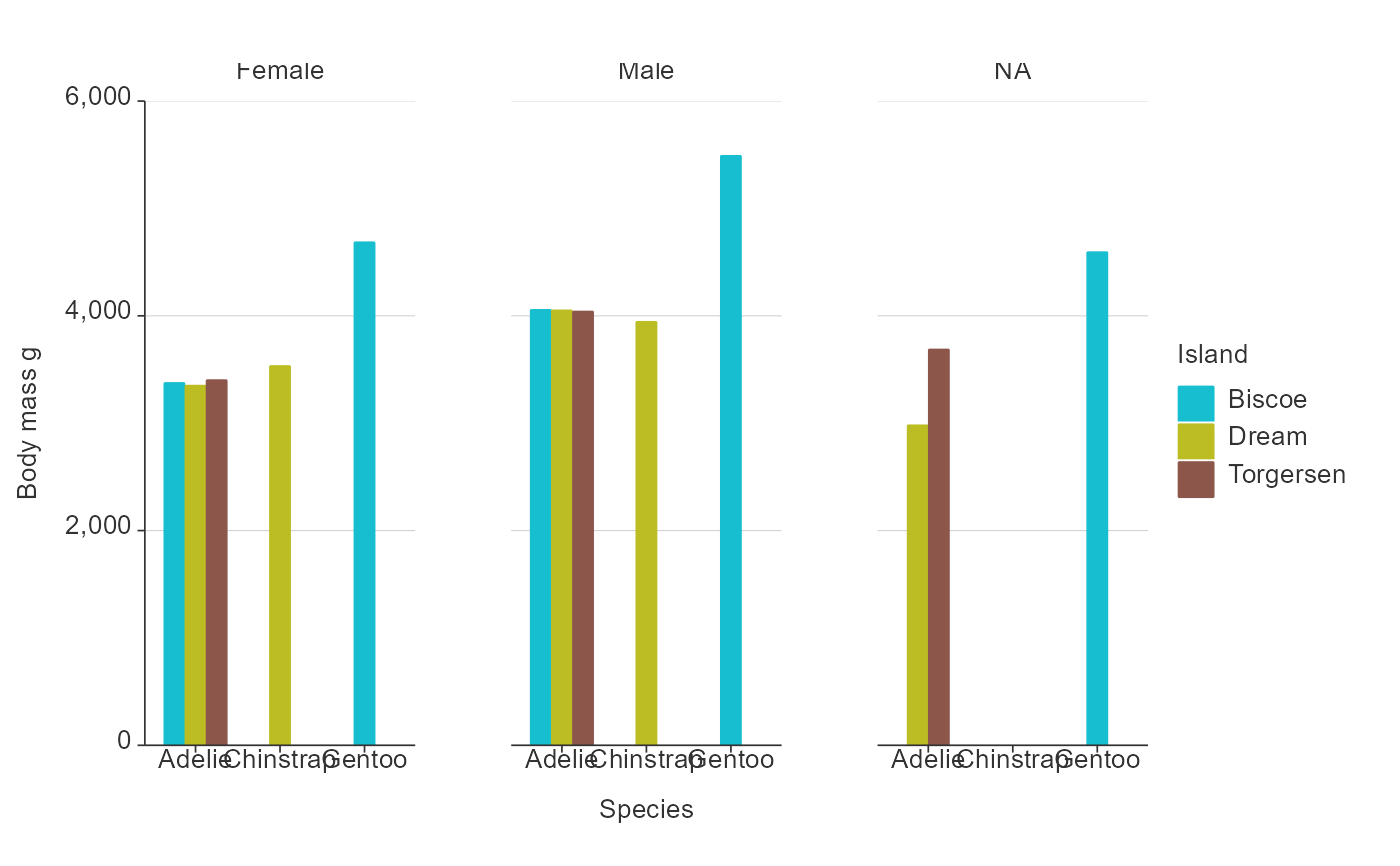 Female Male NA
6,000
4,000
2,000
0
Body mass g
Adelie Chinstrap Gentoo Adelie Chinstrap Gentoo Adelie Chinstrap Gentoo
Species
Island
Biscoe
Dream
Torgersen